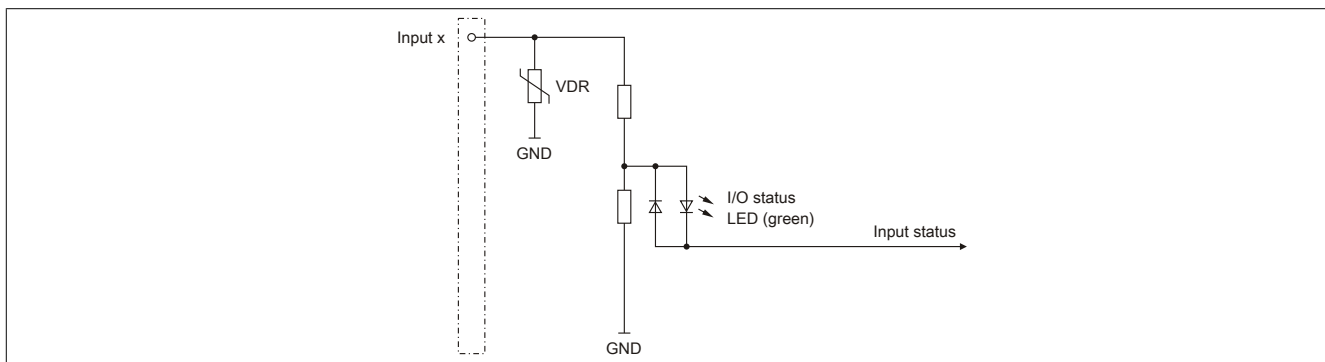 Input x
VDR
GND
I/O status
LED (green)
Input status
GND